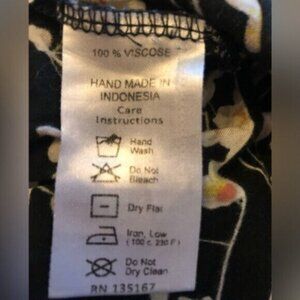 100 % VISCOSE
HAND MADE IN
INDONESIA
Care
Instructions
Hand
Wash
Do Not
Bleach
Dry Flat
Iron, Low
( 100 c, 230 F )
Do Not
Dry Clean
RN 135167